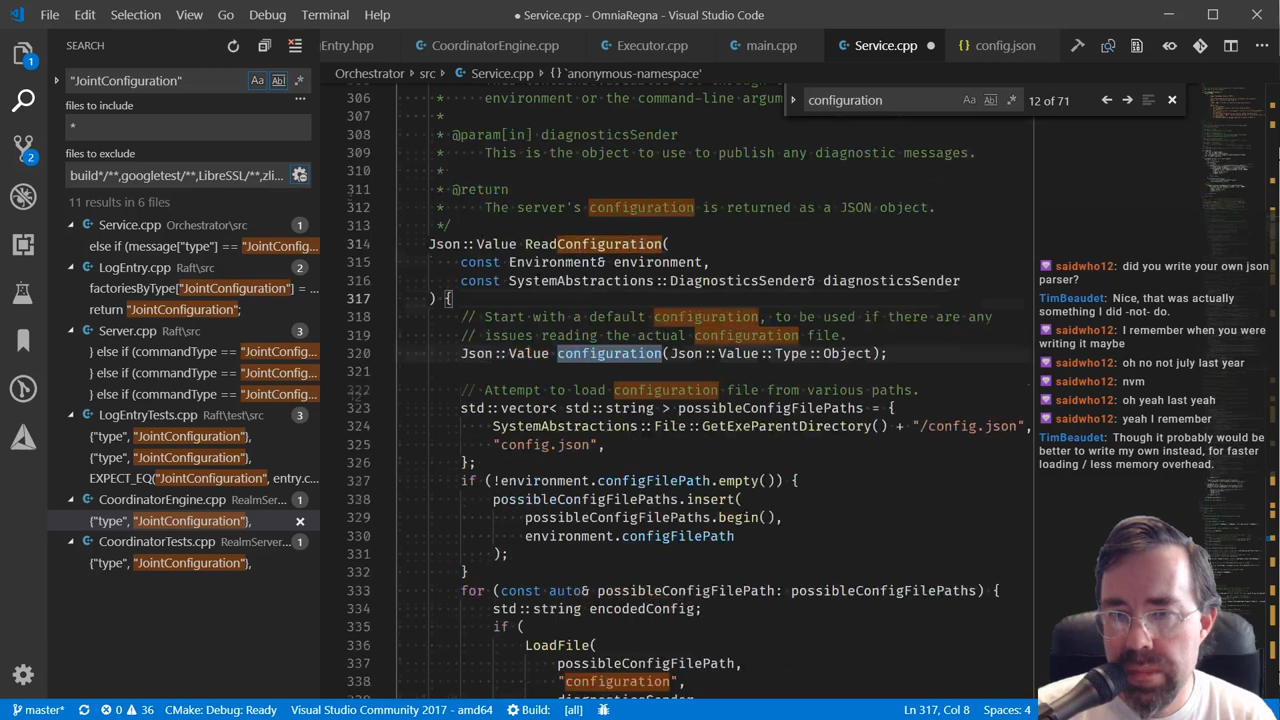 File Edit Selection View Go Debug Terminal Help
● Service.cpp - OmniaRegna - Visual Studio Code
SEARCH
Entry.hpp
CoordinatorEngine.cpp
Executor.cpp
main.cpp
Service.cpp
config.json
"JointConfiguration"
files to include
*
files to exclude
build*/**,googletest/**,LibreSSL/**,zli...
11 results in 6 files
Service.cpp Orchestrator\src 1
else if (message["type"] == "JointConfig...
LogEntry.cpp Raft\src 2
factoriesByType["JointConfiguration"] = ...
return "JointConfiguration";
Server.cpp Raft\src 3
} else if (commandType == "JointConfig...
} else if (commandType == "JointConfig...
} else if (commandType == "JointConfig...
LogEntryTests.cpp Raft\test\src 3
{"type", "JointConfiguration"},
{"type", "JointConfiguration"},
EXPECT_EQ("JointConfiguration", entry.c...
CoordinatorEngine.cpp RealmSer... 1
{"type", "JointConfiguration"},
CoordinatorTests.cpp RealmServer... 1
{"type", "JointConfiguration"},
Orchestrator › src › Service.cpp › {} `anonymous-namespace'
configuration Aa 12 of 71
306 * environment or the command-line argum
307 *
308 * @param[in] diagnosticsSender
309 * This is the object to use to publish any diagnostic messages.
310 *
311 * @return
312 * The server's configuration is returned as a JSON object.
313 */
314 Json::Value ReadConfiguration(
315 const Environment& environment,
316 const SystemAbstractions::DiagnosticsSender& diagnosticsSender
317 ) {
318 // Start with a default configuration, to be used if there are any
319 // issues reading the actual configuration file.
320 Json::Value configuration(Json::Value::Type::Object);
321
322 // Attempt to load configuration file from various paths.
323 std::vector< std::string > possibleConfigFilePaths = {
324 SystemAbstractions::File::GetExeParentDirectory() + "/config.json",
325 "config.json",
326 };
327 if (!environment.configFilePath.empty()) {
328 possibleConfigFilePaths.insert(
329 possibleConfigFilePaths.begin(),
330 environment.configFilePath
331 );
332 }
333 for (const auto& possibleConfigFilePath: possibleConfigFilePaths) {
334 std::string encodedConfig;
335 if (
336 LoadFile(
337 possibleConfigFilePath,
338 "configuration",
saidwho12: did you write your own json
parser?
TimBeaudet: Nice, that was actually
something I did -not- do.
saidwho12: I remember when you were
writing it maybe
saidwho12: oh no not july last year
saidwho12: nvm
saidwho12: oh yeah last year
saidwho12: yeah I remember
TimBeaudet: Though it probably would be
better to write my own instead, for faster
loading / less memory overhead.
master* 0 36 CMake: Debug: Ready Visual Studio Community 2017 - amd64 Build: [all] Ln 317, Col 8 Spaces: 4